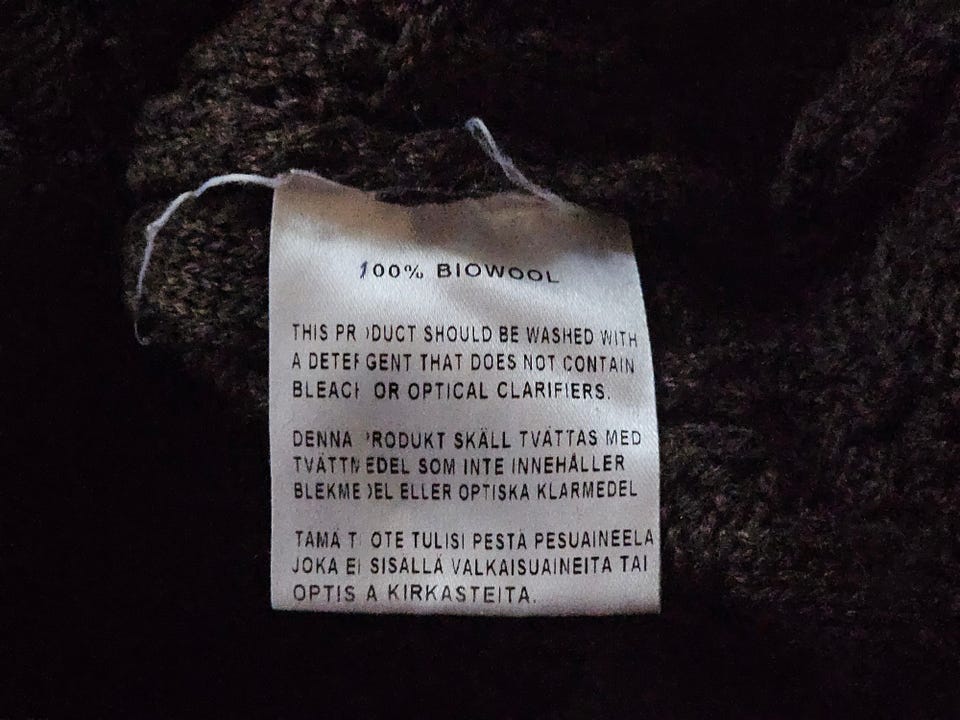 100% BIOWOOL
THIS PRODUCT SHOULD BE WASHED WITH
A DETERGENT THAT DOES NOT CONTAIN
BLEACH OR OPTICAL CLARIFIERS.
DENNA PRODUKT SKÄLL TVÄTTAS MED
TVÄTTMEDEL SOM INTE INNEHÅLLER
BLEKMEDEL ELLER OPTISKA KLARMEDEL
TÄMÄ TUOTE TULISI PESTÄ PESUAINEELA
JOKA EI SISÄLLÄ VALKAISUAINEITA TAI
OPTISIA KIRKASTEITA.